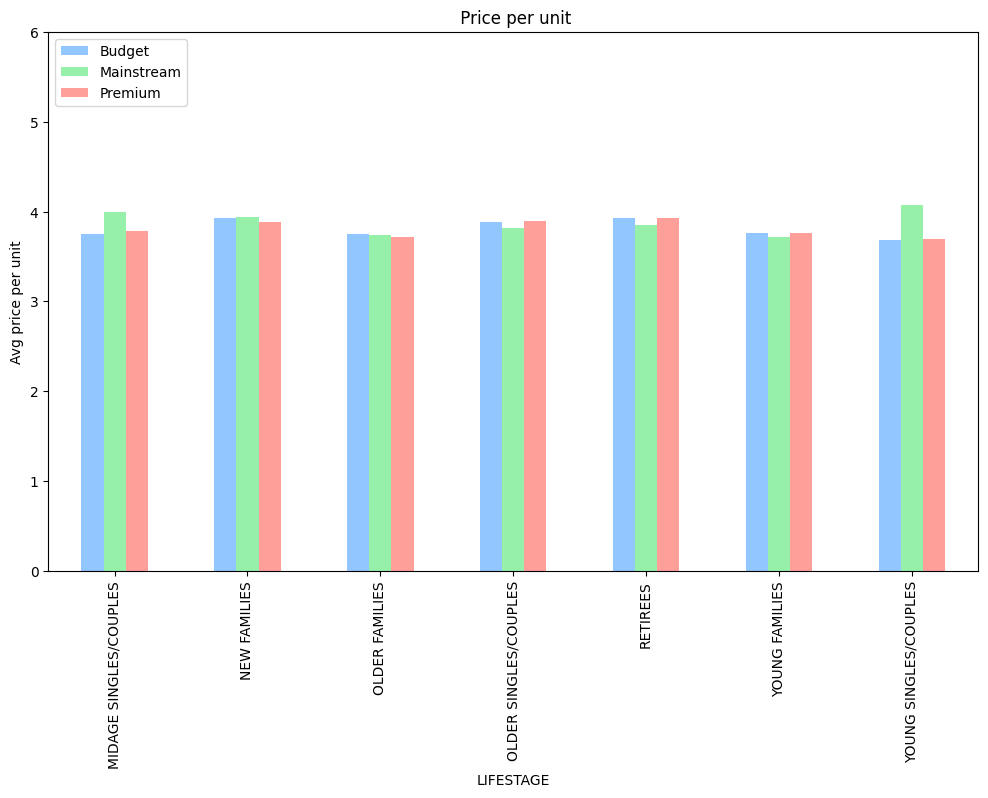 Price per unit
Budget
Mainstream
Premium
Avg price per unit
6
5
4
3
2
1
0
MIDAGE SINGLES/COUPLES
NEW FAMILIES
OLDER FAMILIES
OLDER SINGLES/COUPLES
RETIREES
YOUNG FAMILIES
YOUNG SINGLES/COUPLES
LIFESTAGE